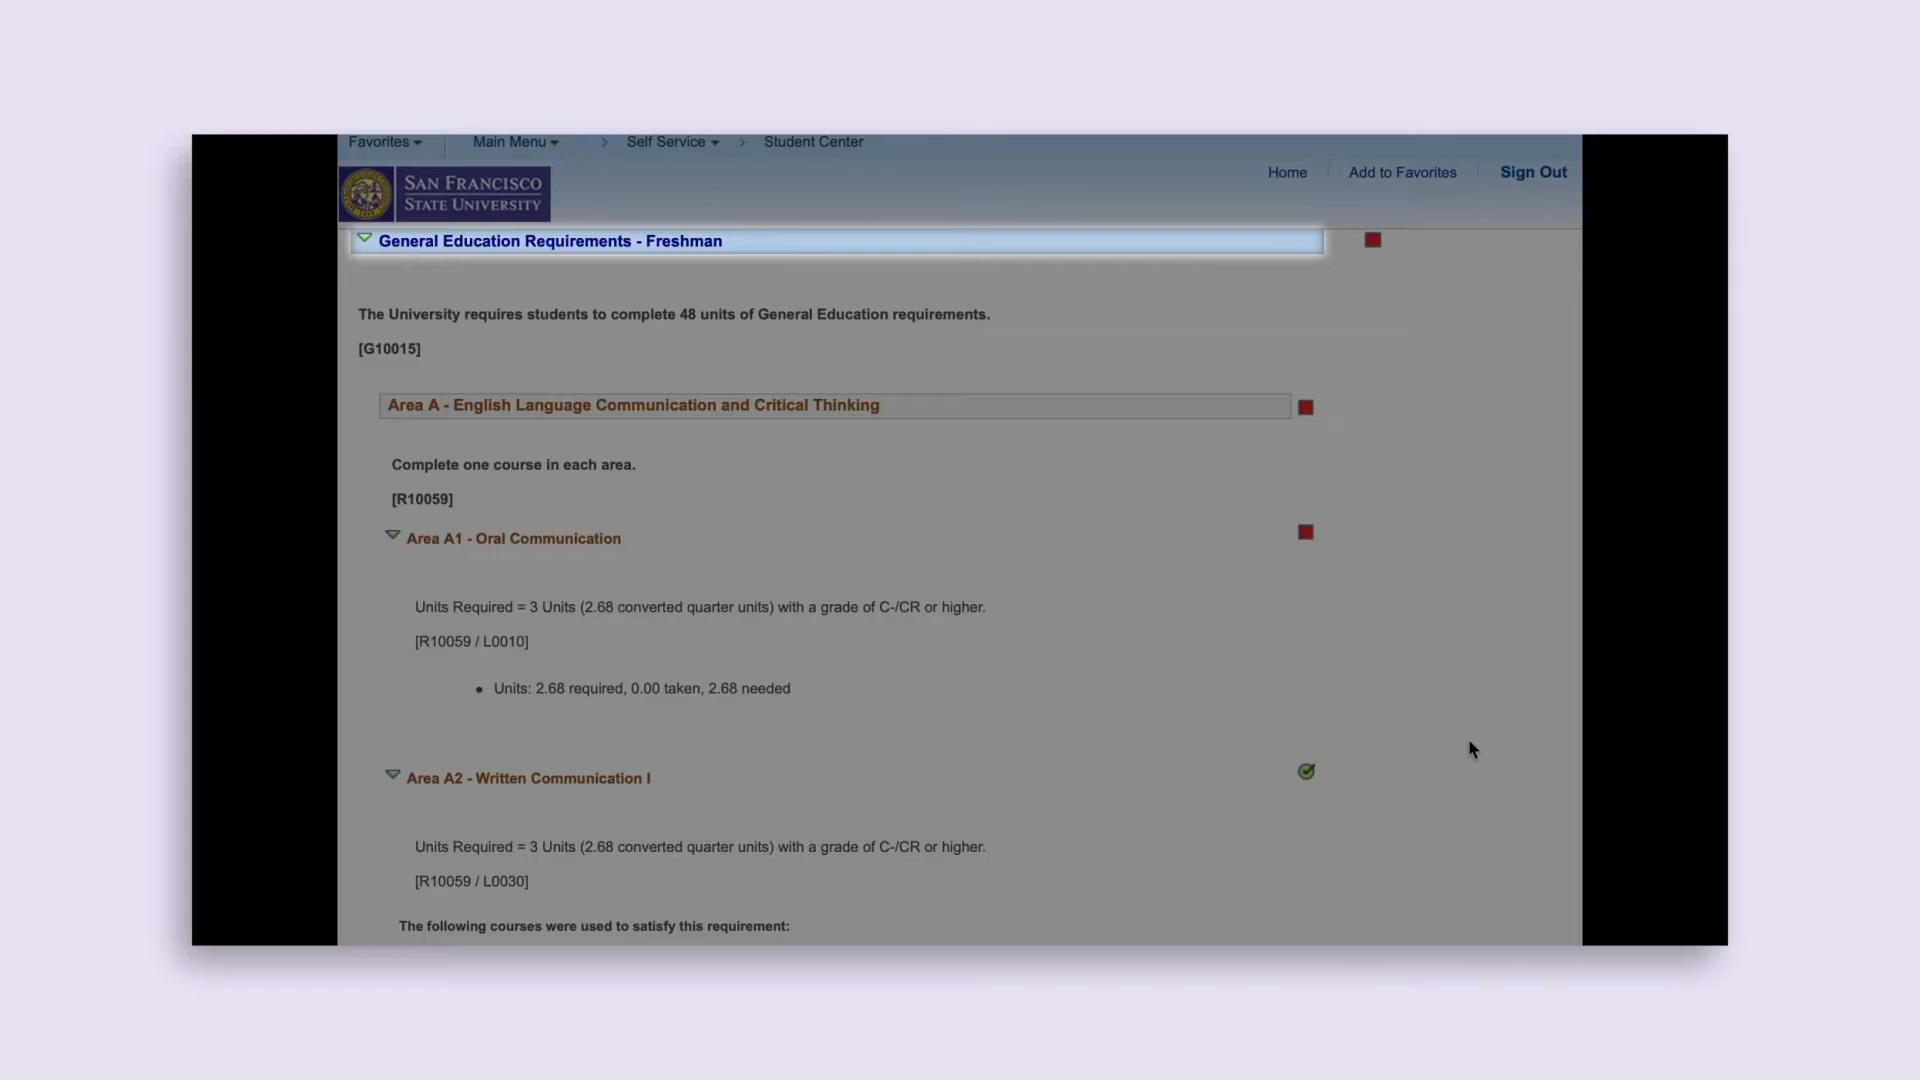 Favorites Main Menu > Self Service > Student Center
Home Add to Favorites Sign Out
SAN FRANCISCO
STATE UNIVERSITY
General Education Requirements - Freshman
The University requires students to complete 48 units of General Education requirements.
[G10015]
Area A - English Language Communication and Critical Thinking
Complete one course in each area.
[R10059]
Area A1 - Oral Communication
Units Required = 3 Units (2.68 converted quarter units) with a grade of C-/CR or higher.
[R10059 / L0010]
• Units: 2.68 required, 0.00 taken, 2.68 needed
Area A2 - Written Communication I
Units Required = 3 Units (2.68 converted quarter units) with a grade of C-/CR or higher.
[R10059 / L0030]
The following courses were used to satisfy this requirement: